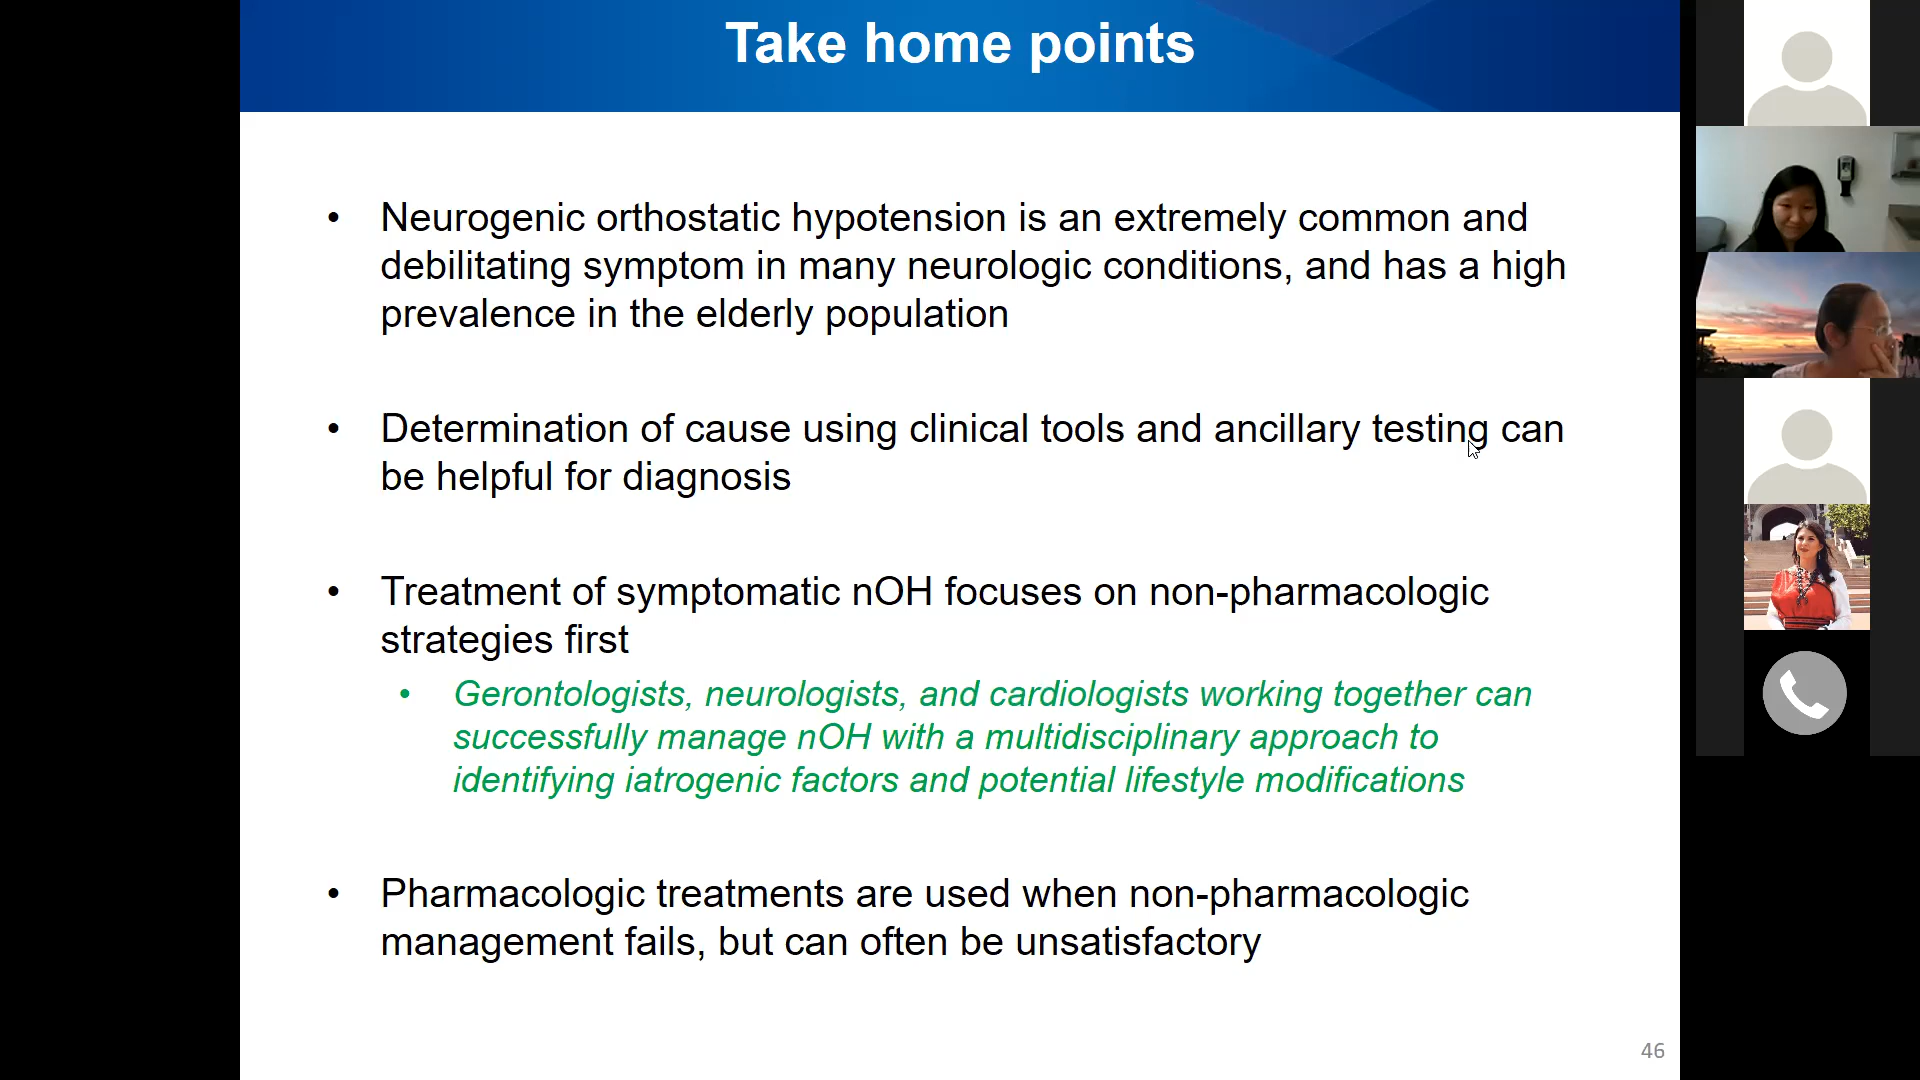 Take home points
• Neurogenic orthostatic hypotension is an extremely common and
debilitating symptom in many neurologic conditions, and has a high
prevalence in the elderly population
• Determination of cause using clinical tools and ancillary testing can
be helpful for diagnosis
• Treatment of symptomatic nOH focuses on non-pharmacologic
strategies first
• Gerontologists, neurologists, and cardiologists working together can
successfully manage nOH with a multidisciplinary approach to
identifying iatrogenic factors and potential lifestyle modifications
• Pharmacologic treatments are used when non-pharmacologic
management fails, but can often be unsatisfactory
46